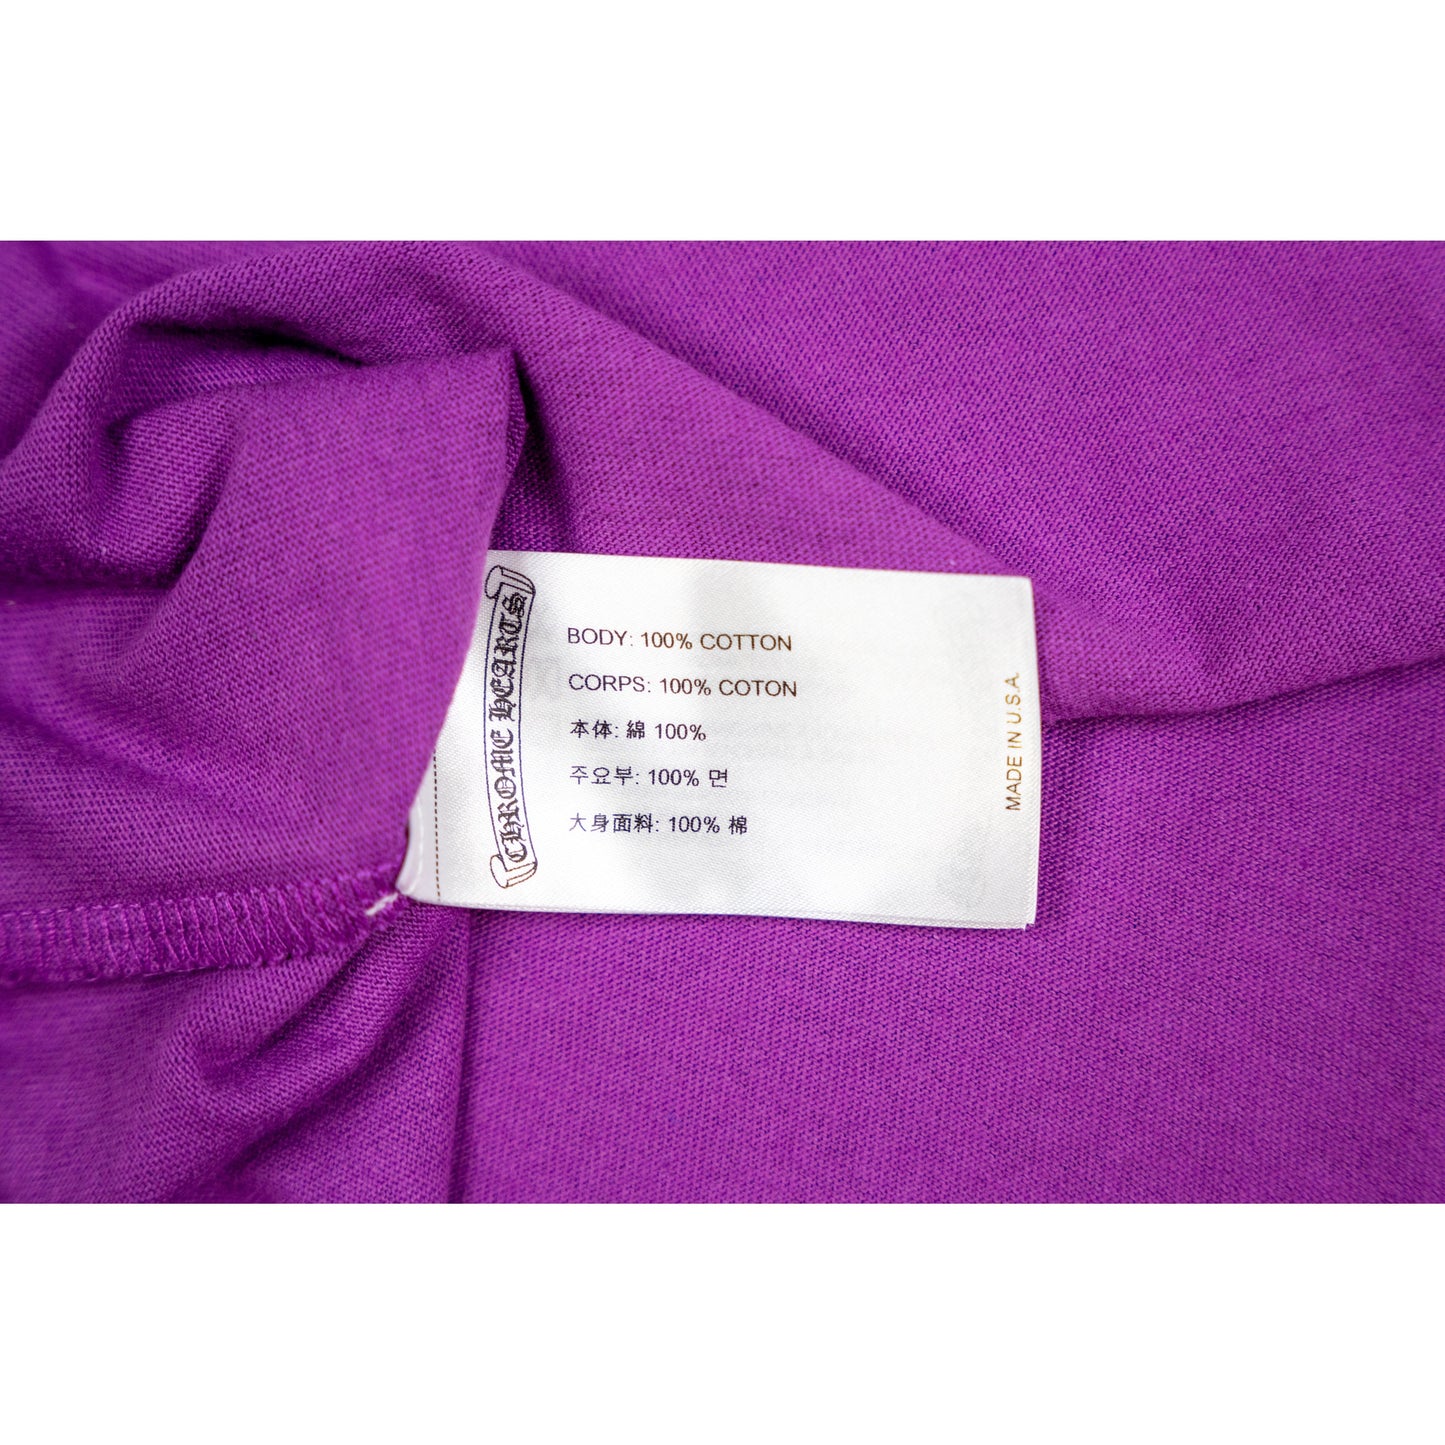 CHROME HEARTS
BODY: 100% COTTON
CORPS: 100% COTON
本体: 綿 100%
주요부: 100% 면
大身面料: 100% 棉
MADE IN U.S.A.